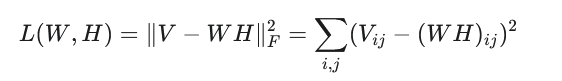 L(W, H) = ‖V − WH‖²_F = ∑_{i,j} (V_{ij} − (WH)_{ij})²